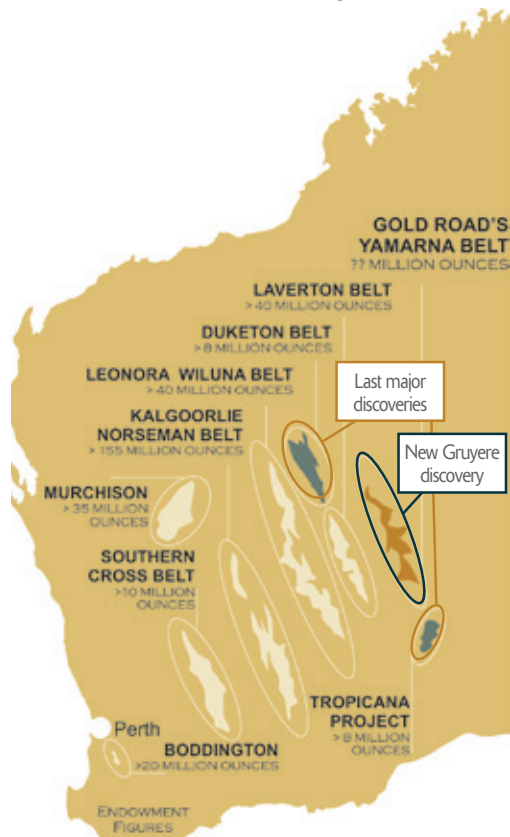 GOLD ROAD'S
YAMARNA BELT
?? MILLION OUNCES
LAVERTON BELT
> 40 MILLION OUNCES
DUKETON BELT
> 8 MILLION OUNCES
LEONORA WILUNA BELT
> 40 MILLION OUNCES
Last major
discoveries
KALGOORLIE
NORSEMAN BELT
> 155 MILLION OUNCES
New Gruyere
discovery
MURCHISON
> 35 MILLION
OUNCES
SOUTHERN
CROSS BELT
>10 MILLION
OUNCES
TROPICANA
PROJECT
> 8 MILLION
OUNCES
Perth
BODDINGTON
>20 MILLION OUNCES
ENDOWMENT
FIGURES